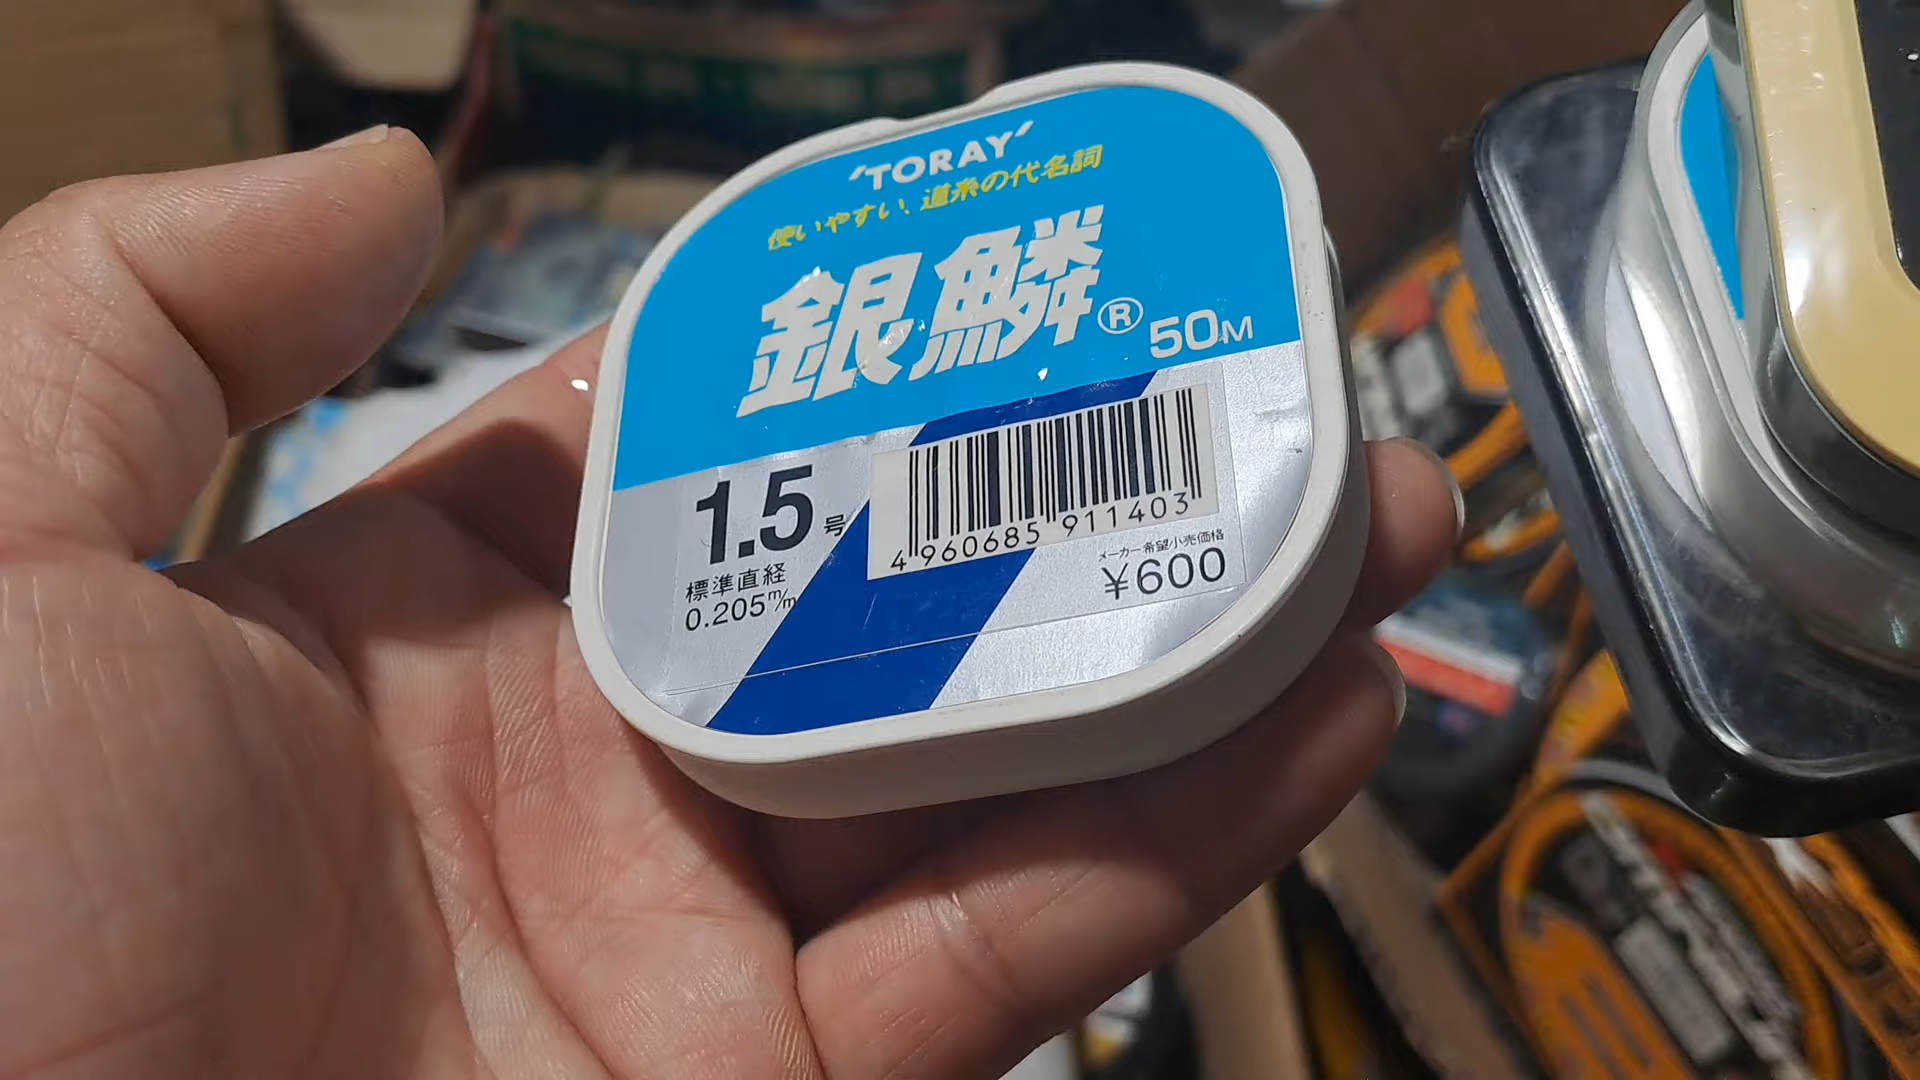 'TORAY'
使いやすい、道糸の代名詞
銀鱗® 50M
1.5号
標準直経
0.205m/m
4 960685 911403
メーカー希望小売価格
¥600